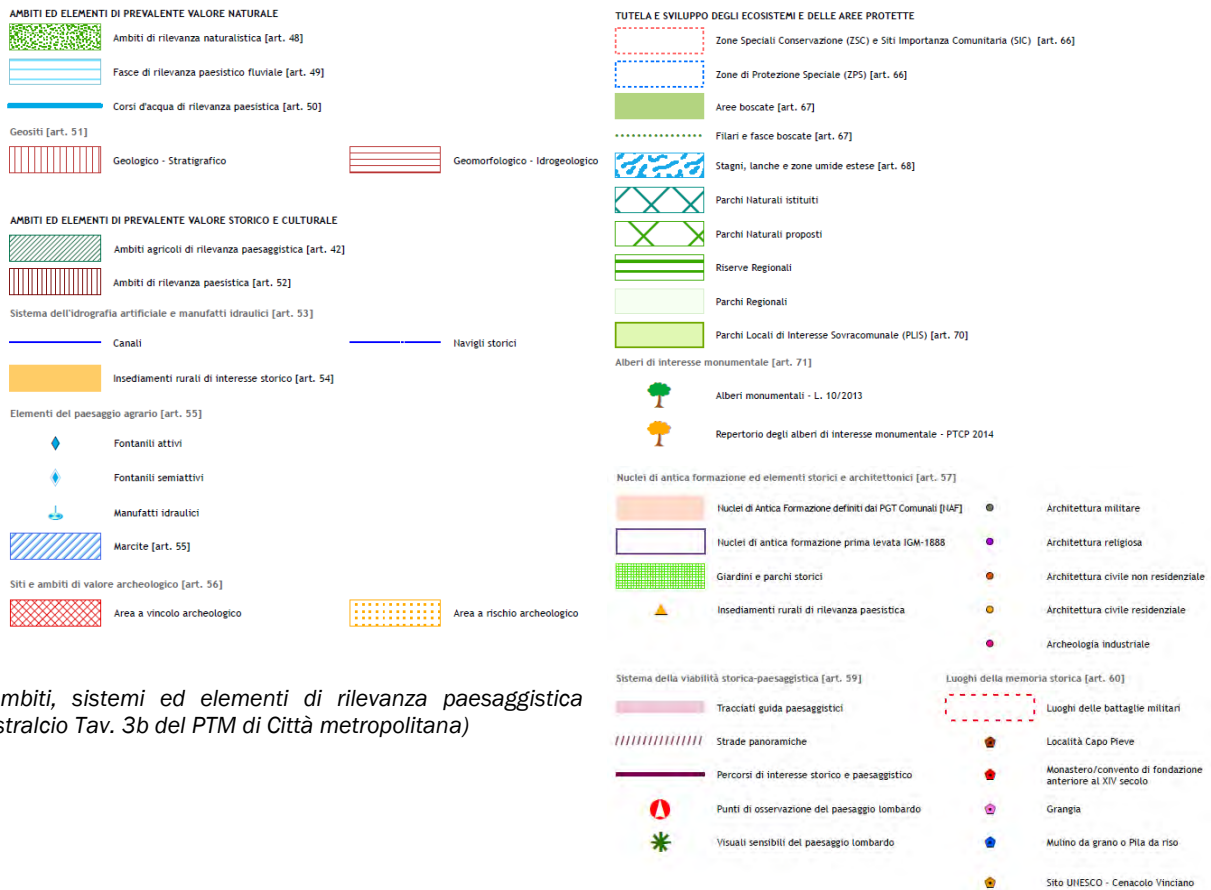 AMBITI ED ELEMENTI DI PREVALENTE VALORE NATURALE
Ambiti di rilevanza naturalistica [art. 48]
Fasce di rilevanza paesistico fluviale [art. 49]
Corsi d'acqua di rilevanza paesistica [art. 50]
Geositi [art. 51]
Geologico - Stratigrafico
Geomorfologico - Idrogeologico
AMBITI ED ELEMENTI DI PREVALENTE VALORE STORICO E CULTURALE
Ambiti agricoli di rilevanza paesaggistica [art. 42]
Ambiti di rilevanza paesistica [art. 52]
Sistema dell'idrografia artificiale e manufatti idraulici [art. 53]
Canali
Navigli storici
Insediamenti rurali di interesse storico [art. 54]
Elementi del paesaggio agrario [art. 55]
Fontanili attivi
Fontanili semiattivi
Manufatti idraulici
Marcite [art. 55]
Siti e ambiti di valore archeologico [art. 56]
Area a vincolo archeologico
Area a rischio archeologico
mbiti, sistemi ed elementi di rilevanza paesaggistica
stralcio Tav. 3b del PTM di Città metropolitana)
TUTELA E SVILUPPO DEGLI ECOSISTEMI E DELLE AREE PROTETTE
Zone Speciali Conservazione (ZSC) e Siti Importanza Comunitaria (SIC) [art. 66]
Zone di Protezione Speciale (ZPS) [art. 66]
Aree boscate [art. 67]
Filari e fasce boscate [art. 67]
Stagni, lanche e zone umide estese [art. 68]
Parchi Naturali istituiti
Parchi Naturali proposti
Riserve Regionali
Parchi Regionali
Parchi Locali di Interesse Sovracomunale (PLIS) [art. 70]
Alberi di interesse monumentale [art. 71]
Alberi monumentali - L. 10/2013
Repertorio degli alberi di interesse monumentale - PTCP 2014
Nuclei di antica formazione ed elementi storici e architettonici [art. 57]
Nuclei di Antica Formazione definiti dai PGT Comunali [NAF]
Nuclei di antica formazione prima levata IGM-1888
Giardini e parchi storici
Insediamenti rurali di rilevanza paesistica
Architettura militare
Architettura religiosa
Architettura civile non residenziale
Architettura civile residenziale
Archeologia industriale
Sistema della viabilità storica-paesaggistica [art. 59]
Tracciati guida paesaggistici
Strade panoramiche
Percorsi di interesse storico e paesaggistico
Punti di osservazione del paesaggio lombardo
Visuali sensibili del paesaggio lombardo
Luoghi della memoria storica [art. 60]
Luoghi delle battaglie militari
Località Capo Pieve
Monastero/convento di fondazione
anteriore al XIV secolo
Grangia
Mulino da grano o Pila da riso
Sito UNESCO - Cenacolo Vinciano